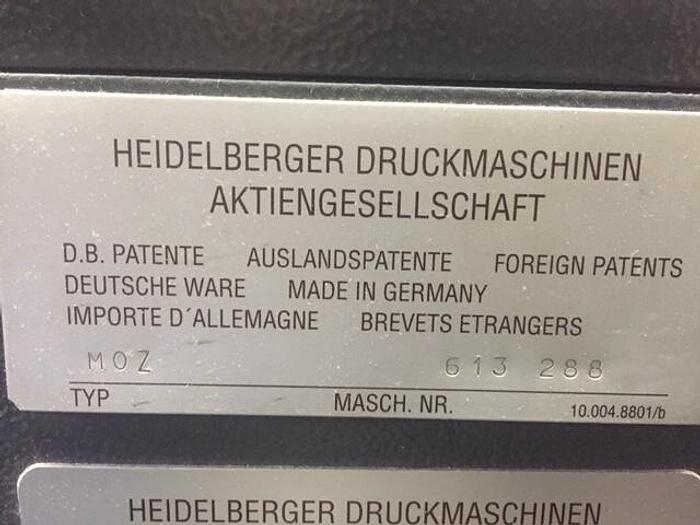 HEIDELBERGER DRUCKMASCHINEN
AKTIENGESELLSCHAFT
D.B. PATENTE AUSLANDSPATENTE FOREIGN PATENTS
DEUTSCHE WARE MADE IN GERMANY
IMPORTE D´ALLEMAGNE BREVETS ETRANGERS
MOZ 613 288
TYP MASCH. NR. 10.004.8801/b
HEIDELBERGER DRUCKMASCHINEN